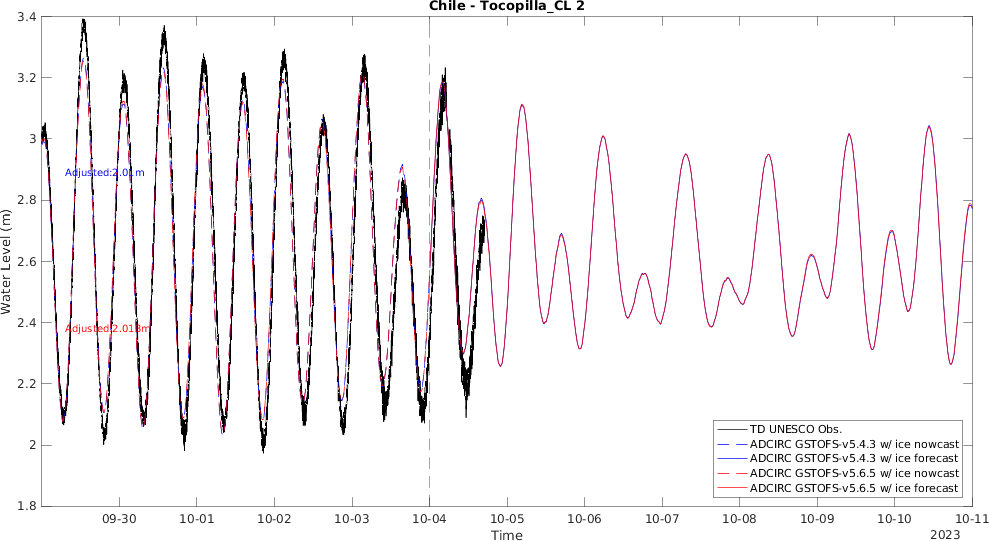 Chile - Tocopilla_CL 2
3.4
3.2
3
2.8
2.6
2.4
2.2
2
1.8
Water Level (m)
Adjusted:2.01m
Adjusted:2.013m
TD UNESCO Obs.
ADCIRC GSTOFS-v5.4.3 w/ ice nowcast
ADCIRC GSTOFS-v5.4.3 w/ ice forecast
ADCIRC GSTOFS-v5.6.5 w/ ice nowcast
ADCIRC GSTOFS-v5.6.5 w/ ice forecast
09-30 10-01 10-02 10-03 10-04 10-05 10-06 10-07 10-08 10-09 10-10 10-11
Time
2023